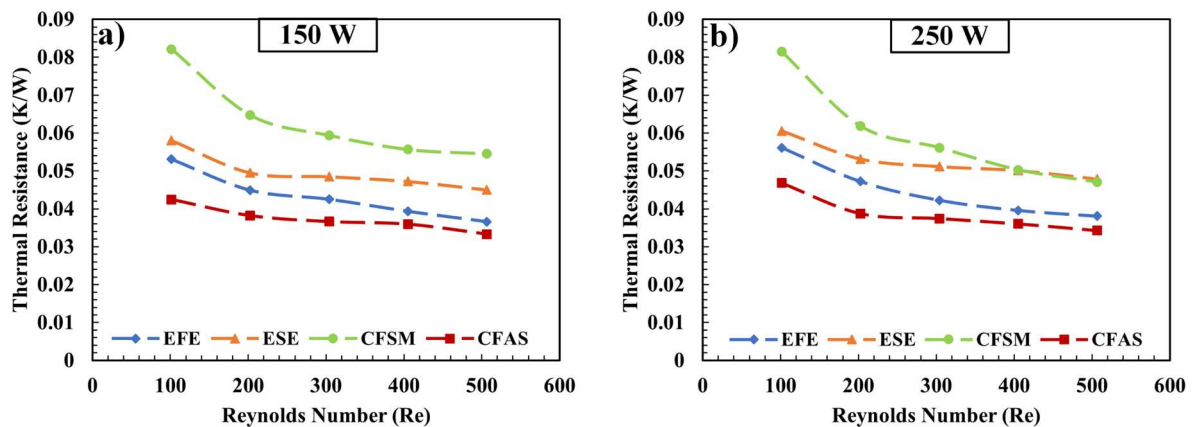 a)
150 W
Thermal Resistance (K/W)
0.09
0.08
0.07
0.06
0.05
0.04
0.03
0.02
0.01
0
EFE ESE CFSM CFAS
0 100 200 300 400 500 600
Reynolds Number (Re)
b)
250 W
Thermal Resistance (K/W)
0.09
0.08
0.07
0.06
0.05
0.04
0.03
0.02
0.01
0
EFE ESE CFSM CFAS
0 100 200 300 400 500 600
Reynolds Number (Re)